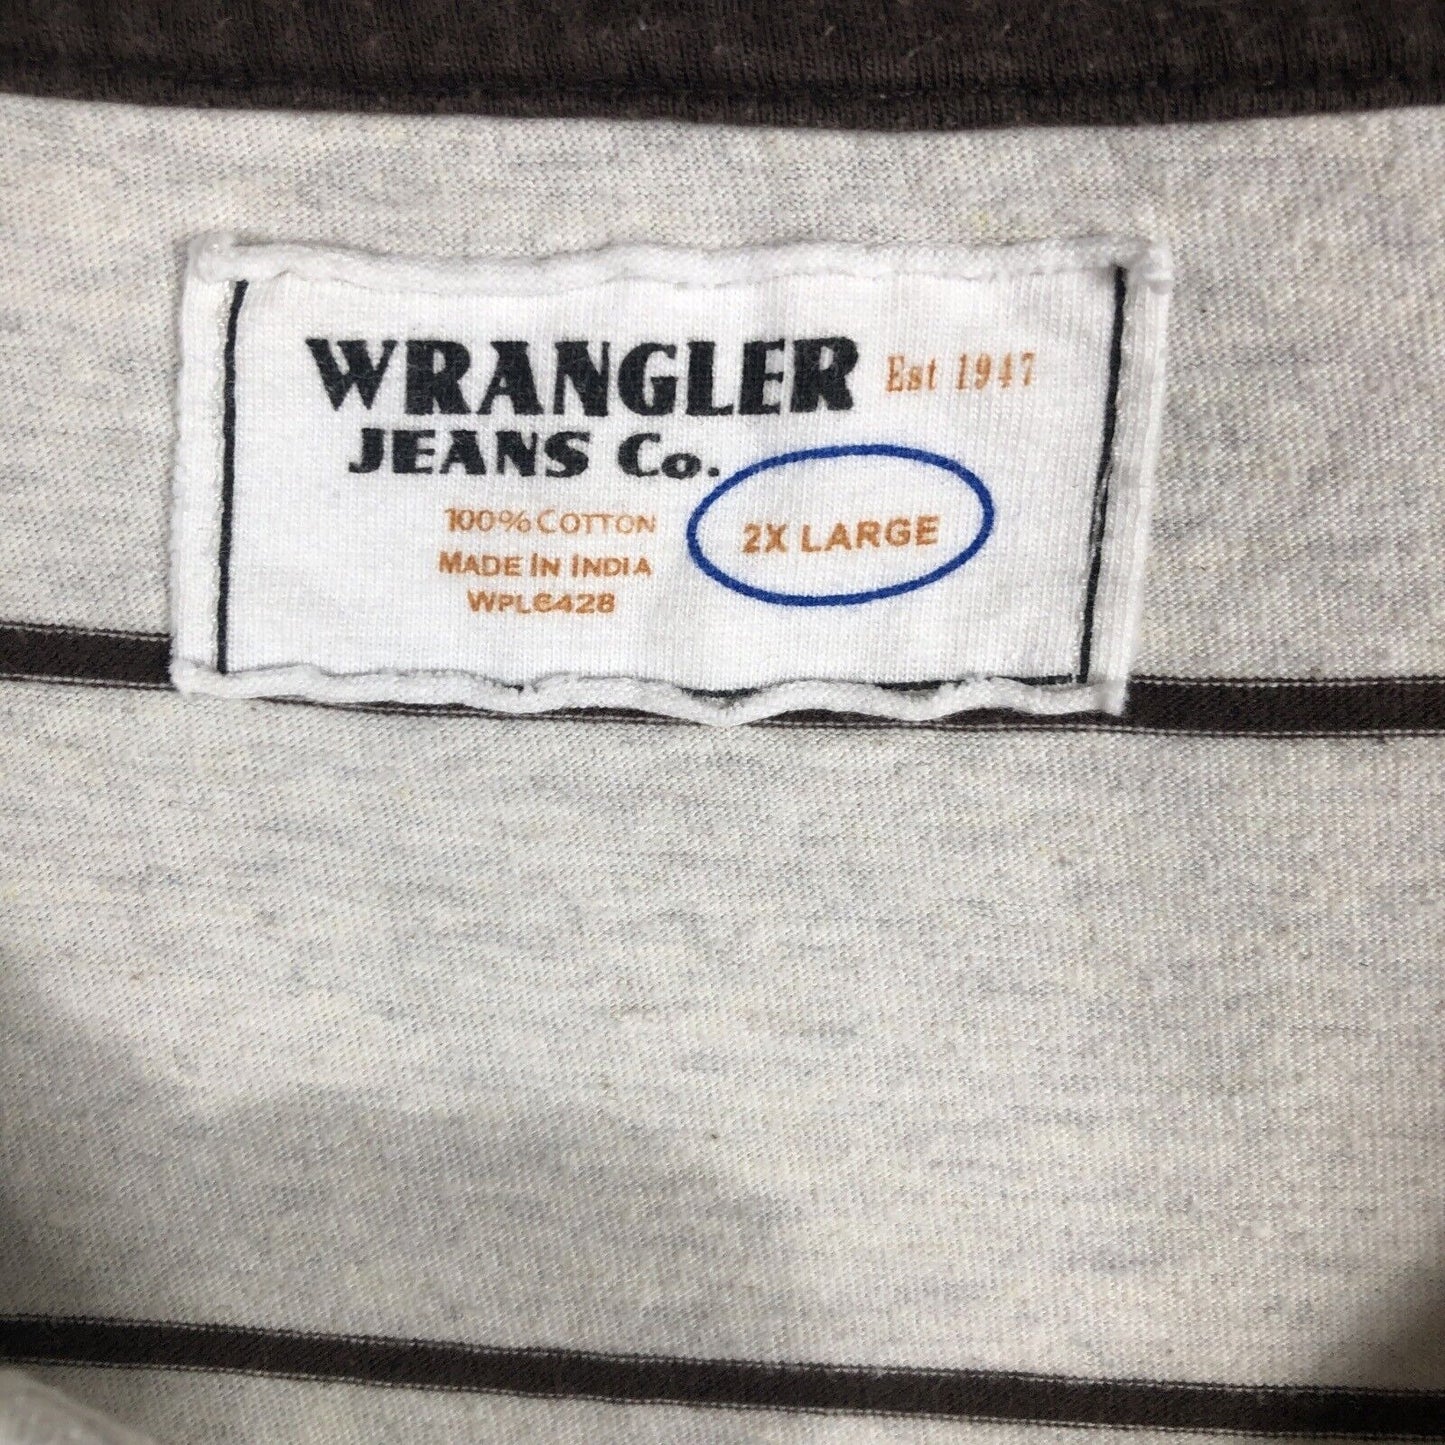 WRANGLER Est 1947
JEANS Co.
100% COTTON
MADE IN INDIA
WPL6428
2X LARGE